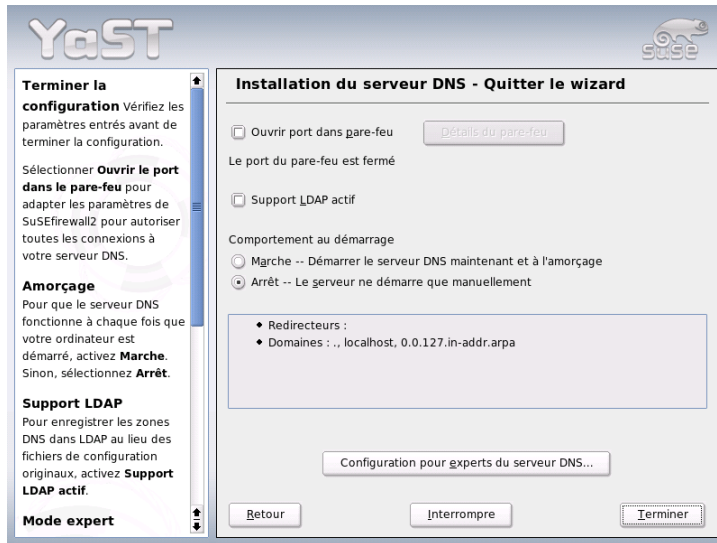 YaST
SUSE
Terminer la
configuration Vérifiez les
paramètres entrés avant de
terminer la configuration.
Sélectionner Ouvrir le port
dans le pare-feu pour
adapter les paramètres de
SuSEfirewall2 pour autoriser
toutes les connexions à
votre serveur DNS.
Amorçage
Pour que le serveur DNS
fonctionne à chaque fois que
votre ordinateur est
démarré, activez Marche.
Sinon, sélectionnez Arrêt.
Support LDAP
Pour enregistrer les zones
DNS dans LDAP au lieu des
fichiers de configuration
originaux, activez Support
LDAP actif.
Mode expert
Installation du serveur DNS - Quitter le wizard
Ouvrir port dans pare-feu
Détails du pare-feu
Le port du pare-feu est fermé
Support LDAP actif
Comportement au démarrage
Marche -- Démarrer le serveur DNS maintenant et à l'amorçage
Arrêt -- Le serveur ne démarre que manuellement
Redirecteurs :
Domaines : ., localhost, 0.0.127.in-addr.arpa
Configuration pour experts du serveur DNS...
Retour
Interrompre
Terminer